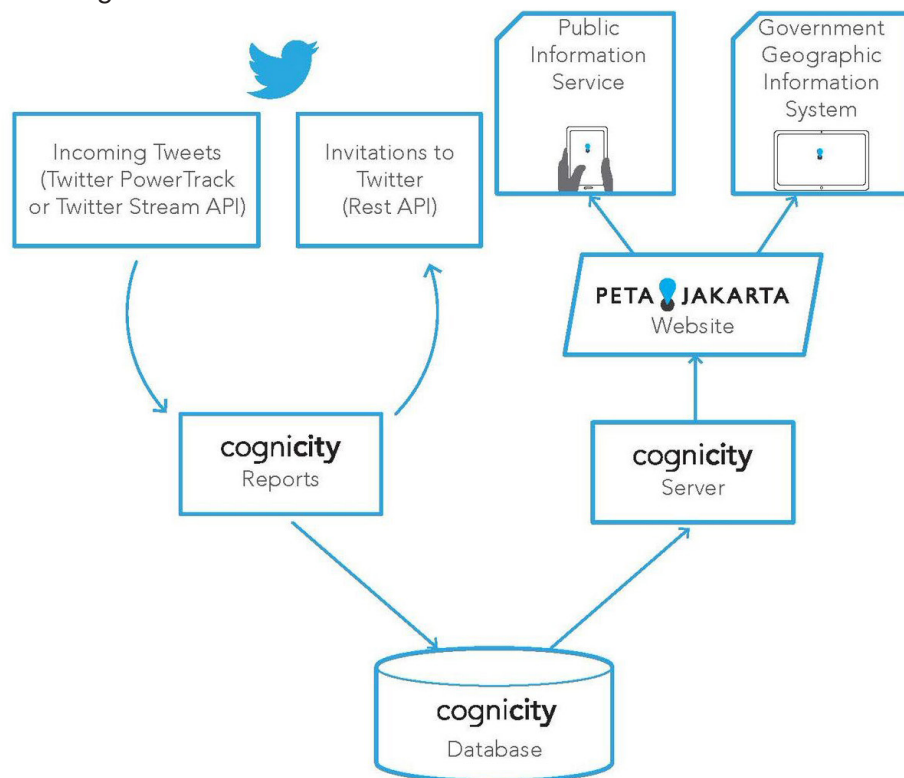 Public
Information
Service
Government
Geographic
Information
System
Incoming Tweets
(Twitter PowerTrack
or Twitter Stream API)
Invitations to
Twitter
(Rest API)
PETA JAKARTA
Website
cognicity
Reports
cognicity
Server
cognicity
Database